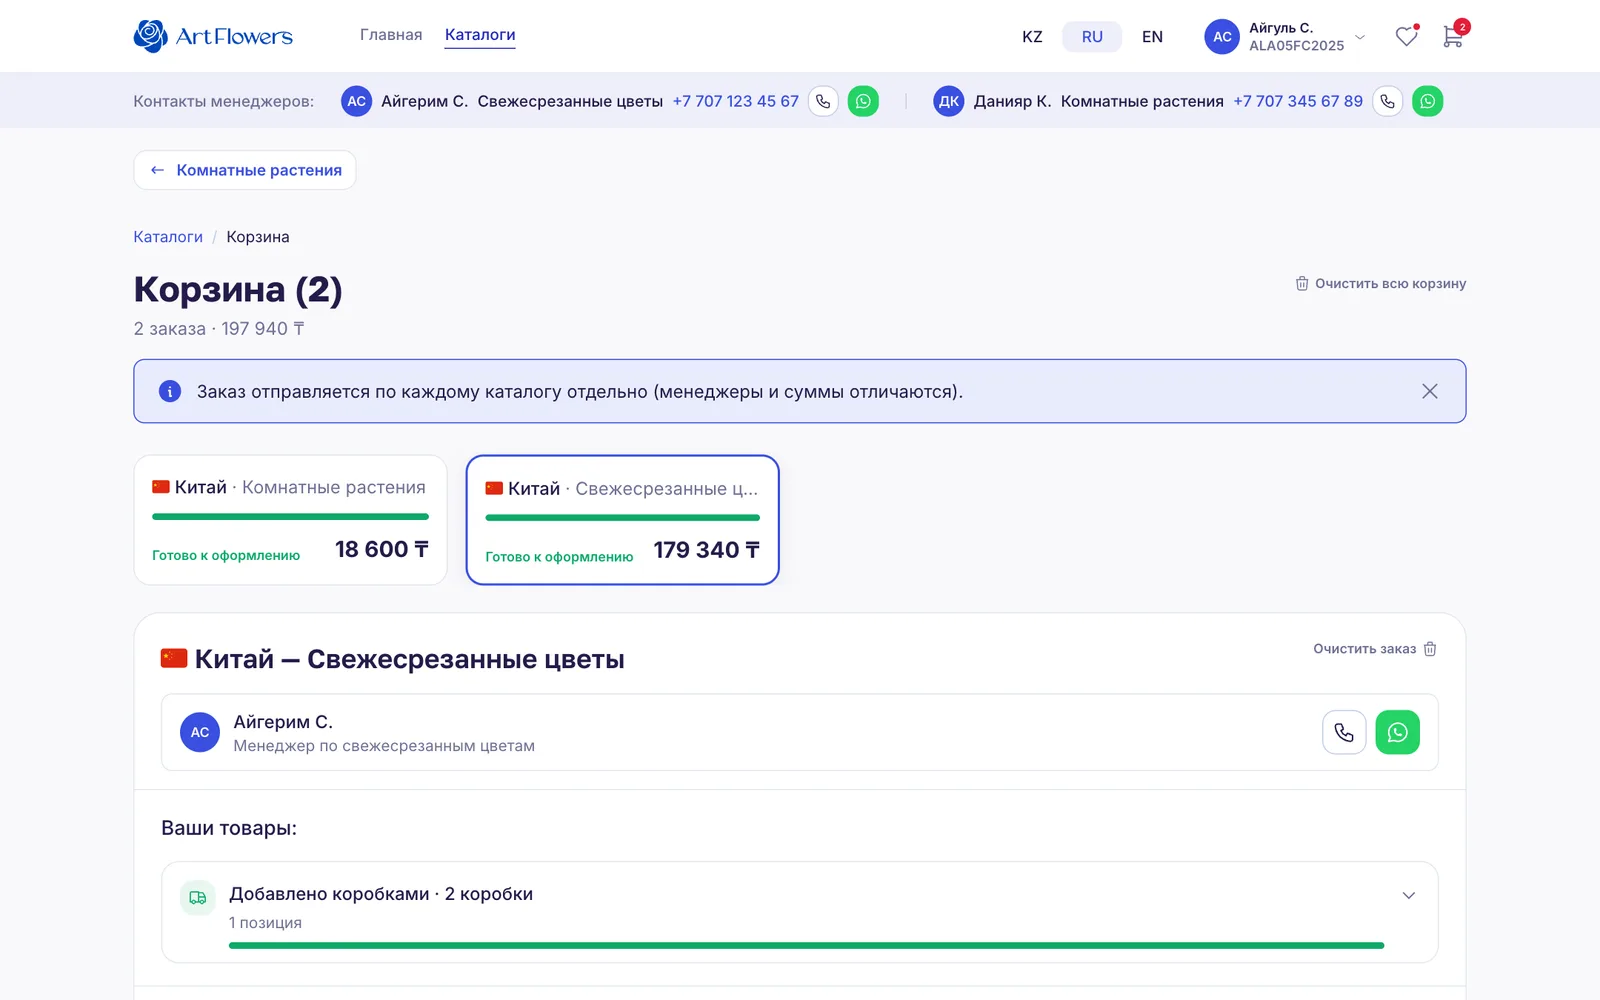 ArtFlowers
Главная Каталоги
KZ RU EN
АС Айгуль С.
ALA05FC2025
2
Контакты менеджеров: АС Айгерим С. Свежесрезанные цветы +7 707 123 45 67 ДК Данияр К. Комнатные растения +7 707 345 67 89
← Комнатные растения
Каталоги / Корзина
Корзина (2)
Очистить всю корзину
2 заказа · 197 940 ₸
Заказ отправляется по каждому каталогу отдельно (менеджеры и суммы отличаются).
Китай · Комнатные растения
Готово к оформлению 18 600 ₸
Китай · Свежесрезанные ц...
Готово к оформлению 179 340 ₸
Китай — Свежесрезанные цветы
Очистить заказ
АС Айгерим С.
Менеджер по свежесрезанным цветам
Ваши товары:
Добавлено коробками · 2 коробки
1 позиция